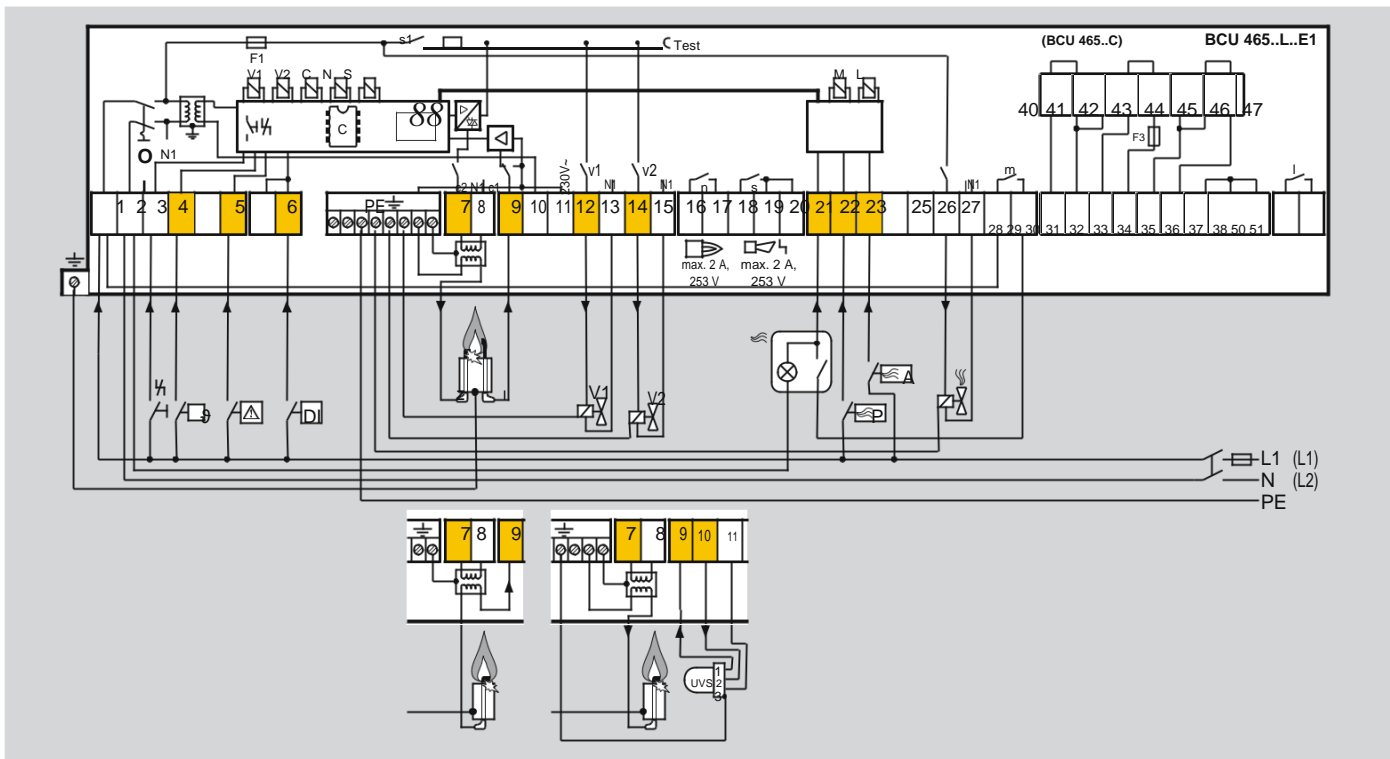 (BCU 465..C) BCU 465..L..E1
s1 Test
F1
V1 V2 C N S M L
40 41 42 43 44 45 46 47
88
C
F3
O N1
230V~
v1 v2 m l
c2 N1 c1 N1 N1 n s N1
1 2 3 4 5 6 PE 7 8 9 10 11 12 13 14 15 16 17 18 19 20 21 22 23 25 26 27
28 29 30 31 32 33 34 35 36 37 38 50 51
max. 2 A, max. 2 A,
253 V 253 V
Z I V1 V2 A
ϑ DI P
L1 (L1)
N (L2)
PE
7 8 9 7 8 9 10 11
UVS 1
2
3